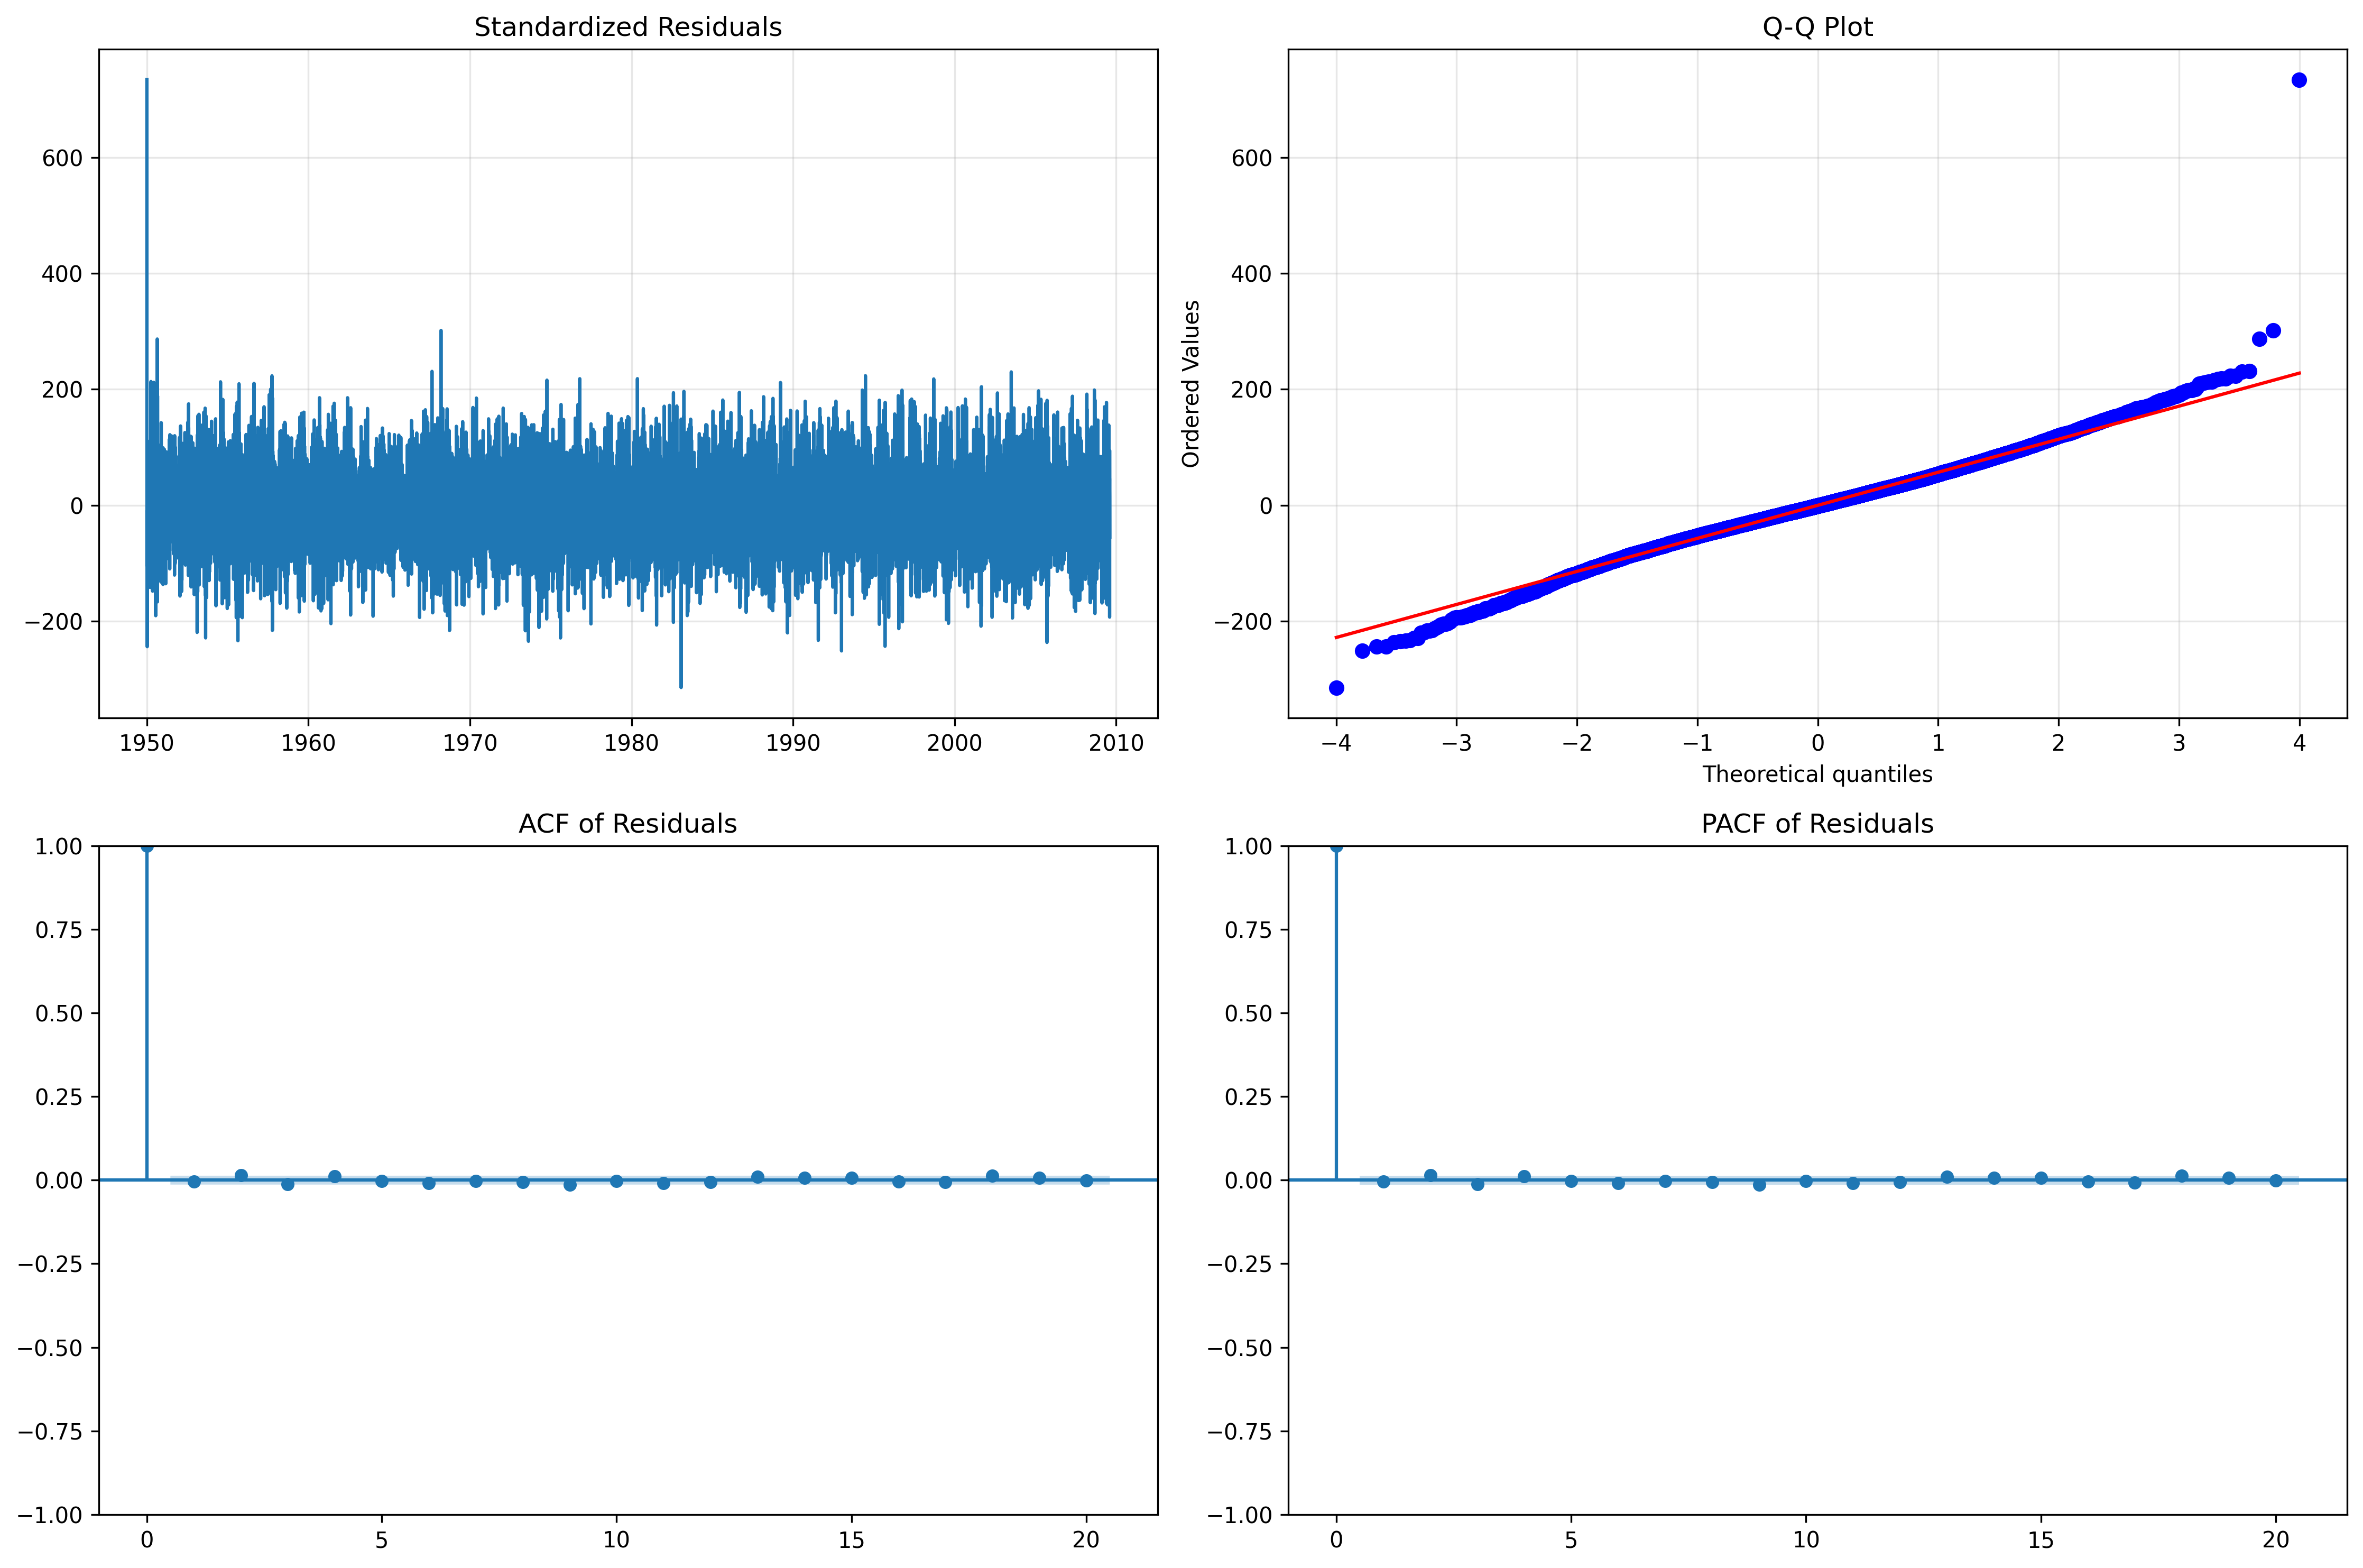 Standardized Residuals
600
400
200
0
−200
1950 1960 1970 1980 1990 2000 2010
Q-Q Plot
Ordered Values
600
400
200
0
−200
−4 −3 −2 −1 0 1 2 3 4
Theoretical quantiles
ACF of Residuals
1.00
0.75
0.50
0.25
0.00
−0.25
−0.50
−0.75
−1.00
0 5 10 15 20
PACF of Residuals
1.00
0.75
0.50
0.25
0.00
−0.25
−0.50
−0.75
−1.00
0 5 10 15 20